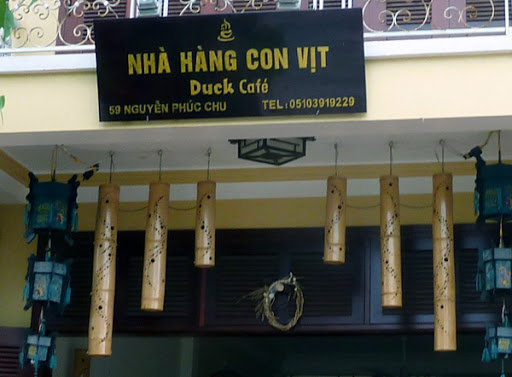 NHÀ HÀNG CON VỊT
Duck Café
59 NGUYỄN PHÚC CHU TEL: 05103919229